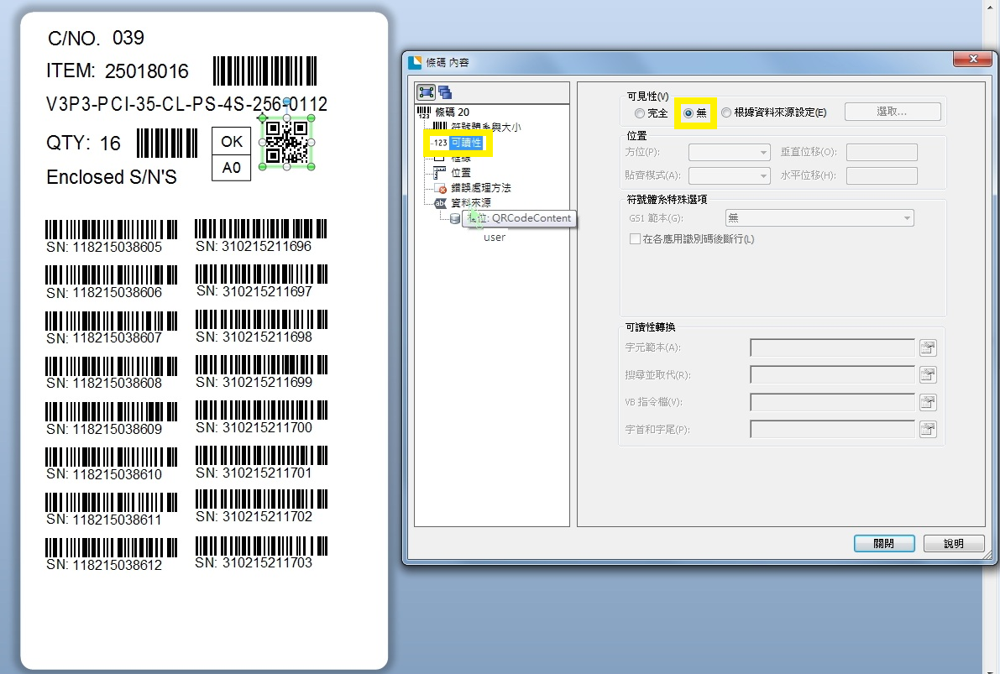 C/NO. 039
ITEM: 25018016
V3P3-PCI-35-CL-PS-4S-256-0112
QTY: 16
OK
A0
Enclosed S/N'S
SN: 118215038605
SN: 310215211696
SN: 118215038606
SN: 310215211697
SN: 118215038607
SN: 310215211698
SN: 118215038608
SN: 310215211699
SN: 118215038609
SN: 310215211700
SN: 118215038610
SN: 310215211701
SN: 118215038611
SN: 310215211702
SN: 118215038612
SN: 310215211703
條碼 內容
條碼 20
符號體系與大小
123 可讀性
框線
位置
錯誤處理方法
資料來源
欄位: QRCodeContent
user
可見性(V)
完全
無
根據資料來源設定(E)
選取...
位置
方位(P):
垂直位移(O):
貼齊模式(A):
水平位移(H):
符號體系特殊選項
GS1 範本(G):
無
在各應用識別碼後斷行(L)
可讀性轉換
字元範本(A):
搜尋並取代(R):
VB 指令檔(V):
字首和字尾(P):
關閉
說明